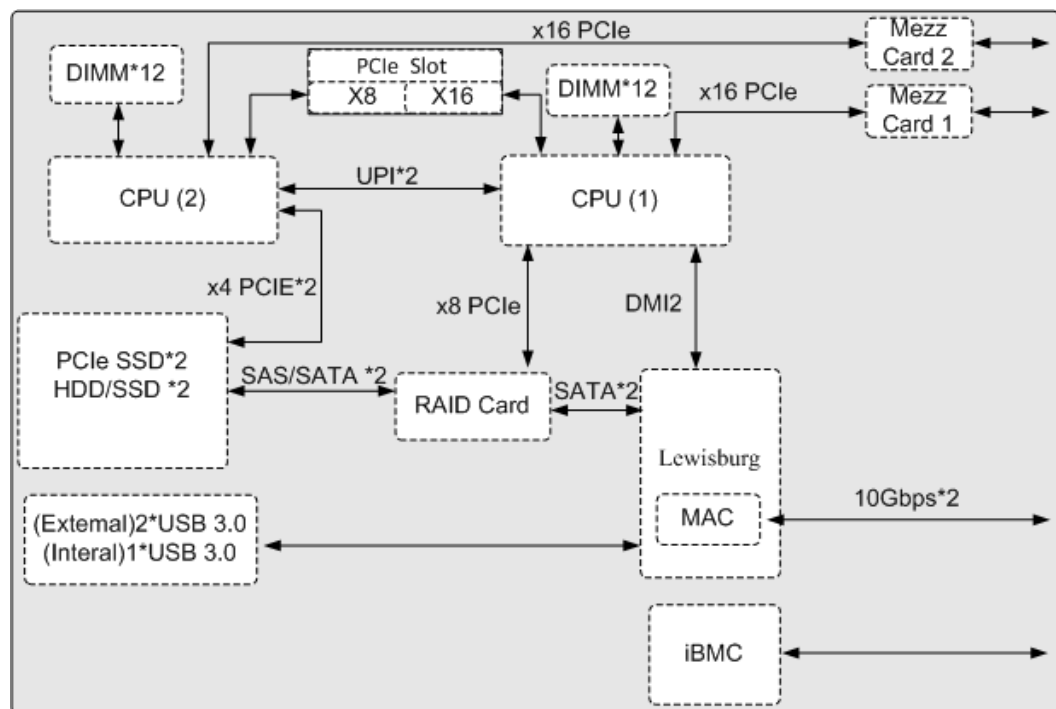 x16 PCIe
Mezz
Card 2
DIMM*12
PCIe Slot
X8 X16
DIMM*12
x16 PCIe
Mezz
Card 1
CPU (2)
UPI*2
CPU (1)
x4 PCIE*2
x8 PCIe
DMI2
PCIe SSD*2
HDD/SSD *2
SAS/SATA *2
RAID Card
SATA*2
Lewisburg
MAC
10Gbps*2
(Extemal)2*USB 3.0
(Interal)1*USB 3.0
iBMC